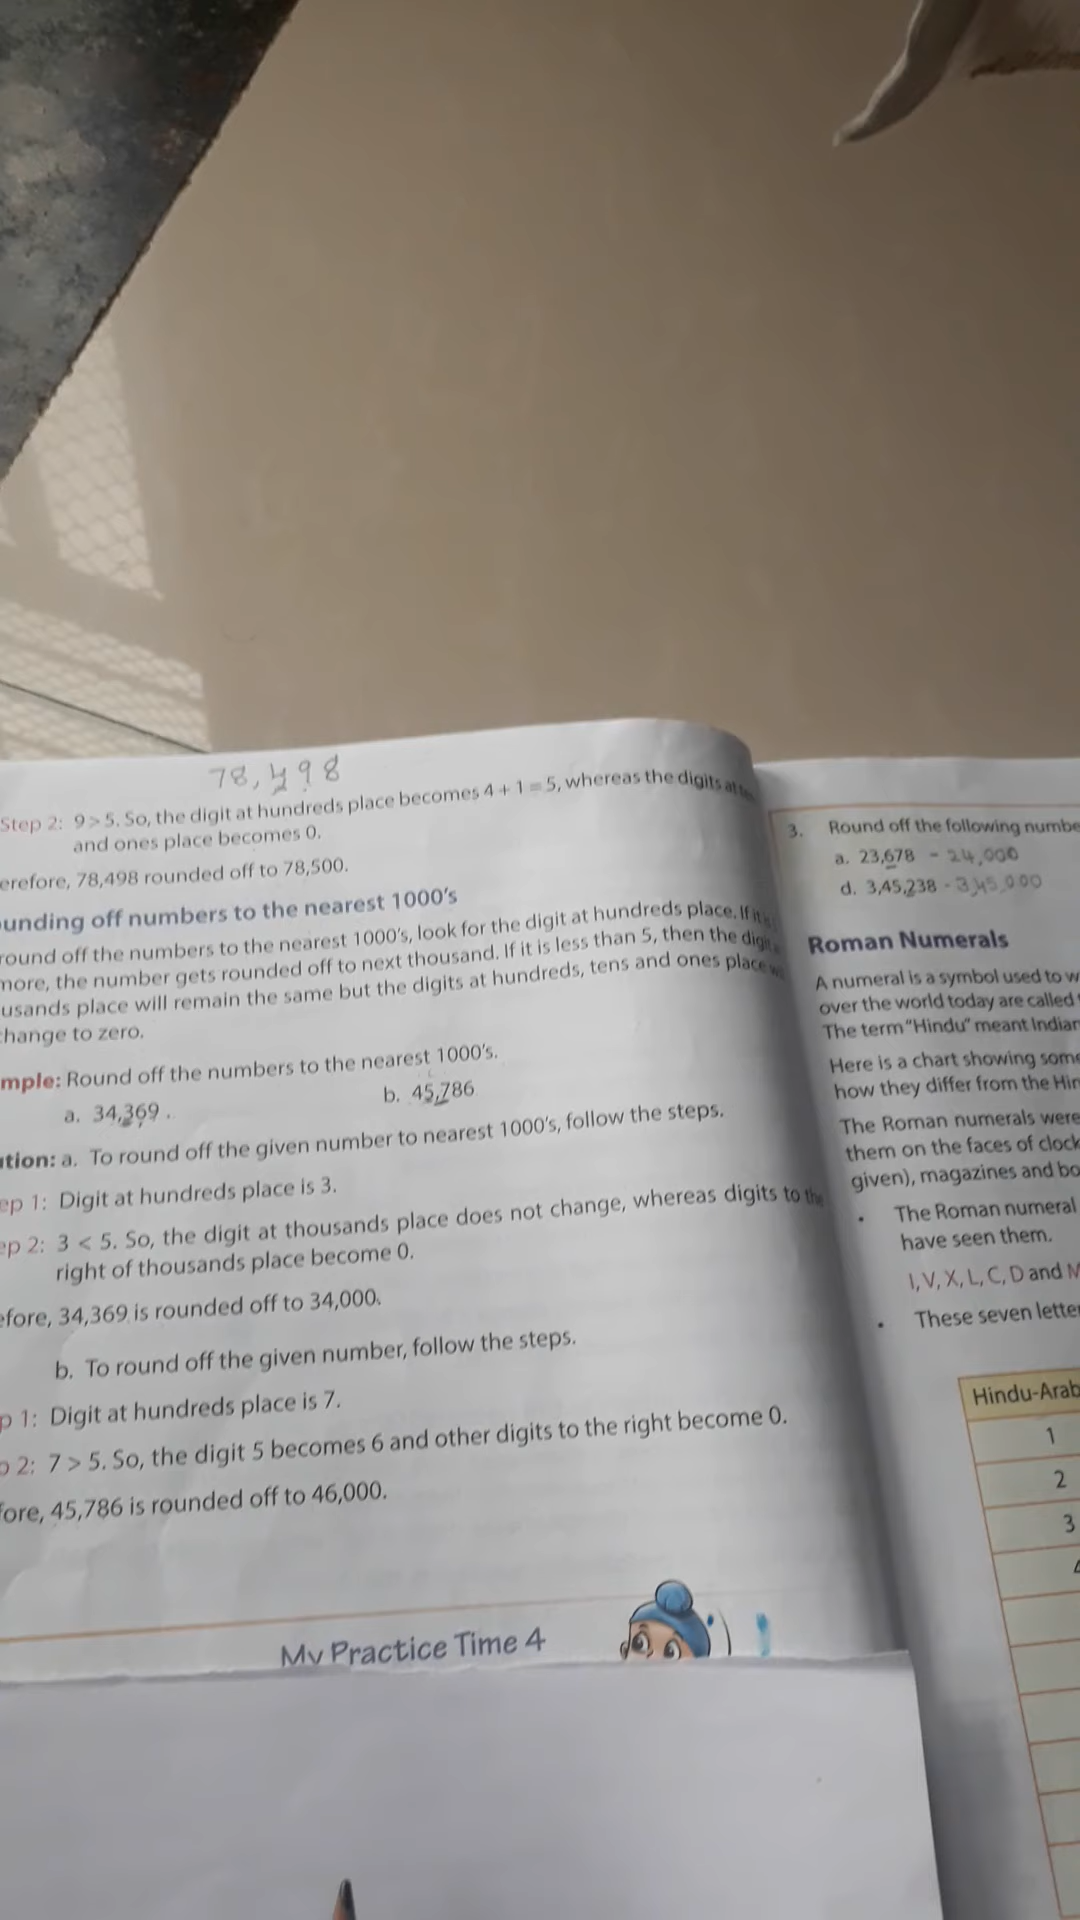 78,498
Step 2: 9 > 5. So, the digit at hundreds place becomes 4 + 1 = 5, whereas the digits at
and ones place becomes 0.
erefore, 78,498 rounded off to 78,500.
ounding off numbers to the nearest 1000's
round off the numbers to the nearest 1000's, look for the digit at hundreds place. If it
more, the number gets rounded off to next thousand. If it is less than 5, then the digit
usands place will remain the same but the digits at hundreds, tens and ones place
change to zero.
mple: Round off the numbers to the nearest 1000's.
a. 34,369. b. 45,786
ution: a. To round off the given number to nearest 1000's, follow the steps.
ep 1: Digit at hundreds place is 3.
ep 2: 3 < 5. So, the digit at thousands place does not change, whereas digits to the
right of thousands place become 0.
efore, 34,369 is rounded off to 34,000.
b. To round off the given number, follow the steps.
p 1: Digit at hundreds place is 7.
p 2: 7 > 5. So, the digit 5 becomes 6 and other digits to the right become 0.
fore, 45,786 is rounded off to 46,000.
My Practice Time 4
3. Round off the following numbe
a. 23,678 - 24,000
d. 3,45,238 - 3,45,000
Roman Numerals
A numeral is a symbol used to w
over the world today are called
The term "Hindu" meant Indian
Here is a chart showing some
how they differ from the Hin
The Roman numerals were
them on the faces of clock
given), magazines and bo
• The Roman numeral
have seen them.
I, V, X, L, C, D and M
• These seven letter
Hindu-Arab
1
2
3
4